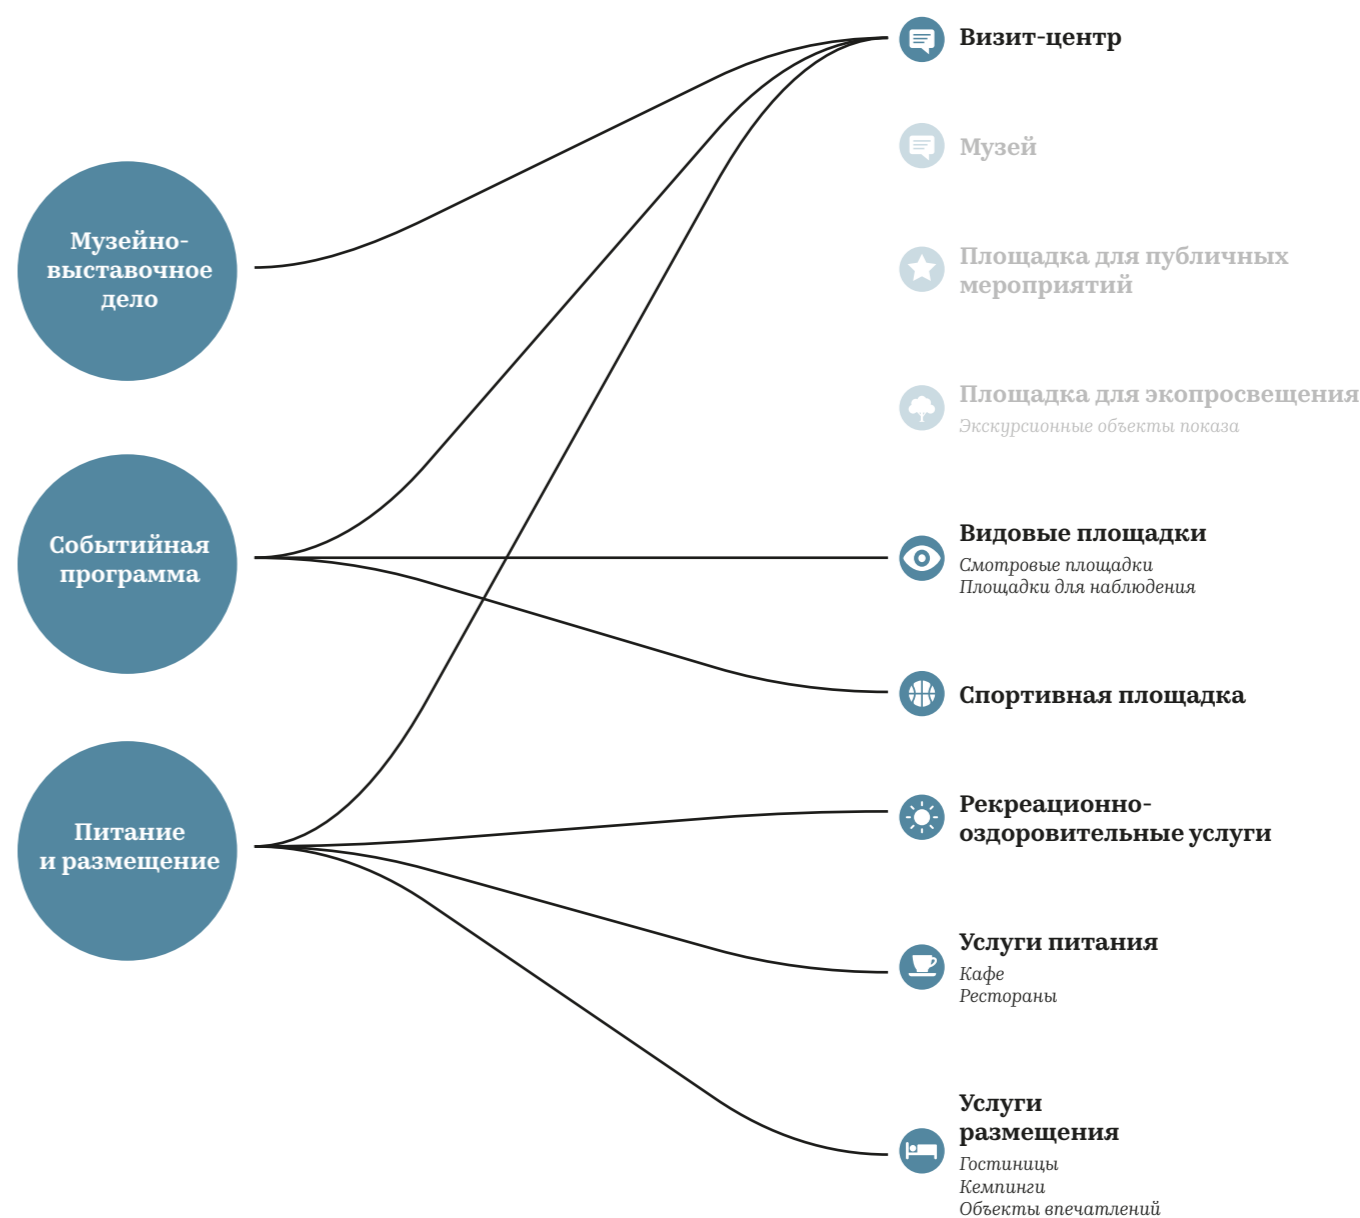 Музейно-
выставочное
дело
Событийная
программа
Питание
и размещение
Визит-центр
Музей
Площадка для публичных
мероприятий
Площадка для экопросвещения
Экскурсионные объекты показа
Видовые площадки
Смотровые площадки
Площадки для наблюдения
Спортивная площадка
Рекреационно-
оздоровительные услуги
Услуги питания
Кафе
Рестораны
Услуги
размещения
Гостиницы
Кемпинги
Объекты впечатлений